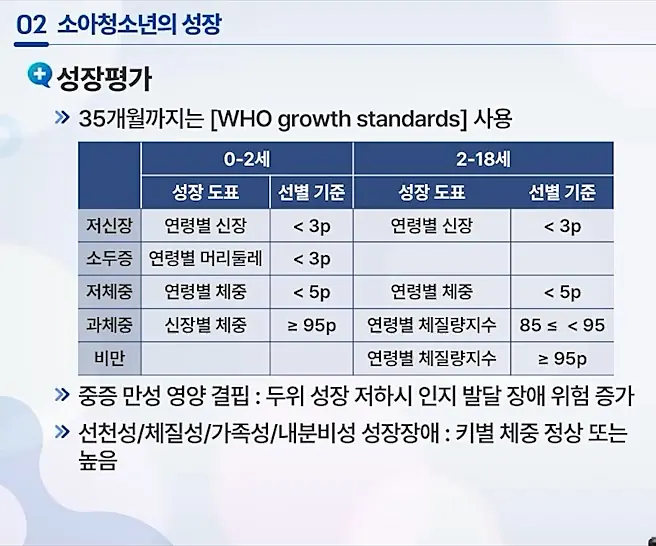 02 소아청소년의 성장
성장평가
35개월까지는 [WHO growth standards] 사용
0-2세 2-18세
성장 도표 선별 기준 성장 도표 선별 기준
저신장 연령별 신장 < 3p 연령별 신장 < 3p
소두증 연령별 머리둘레 < 3p
저체중 연령별 체중 < 5p 연령별 체중 < 5p
과체중 신장별 체중 ≥ 95p 연령별 체질량지수 85 ≤ < 95
비만 연령별 체질량지수 ≥ 95p
중증 만성 영양 결핍 : 두위 성장 저하시 인지 발달 장애 위험 증가
선천성/체질성/가족성/내분비성 성장장애 : 키별 체중 정상 또는
높음